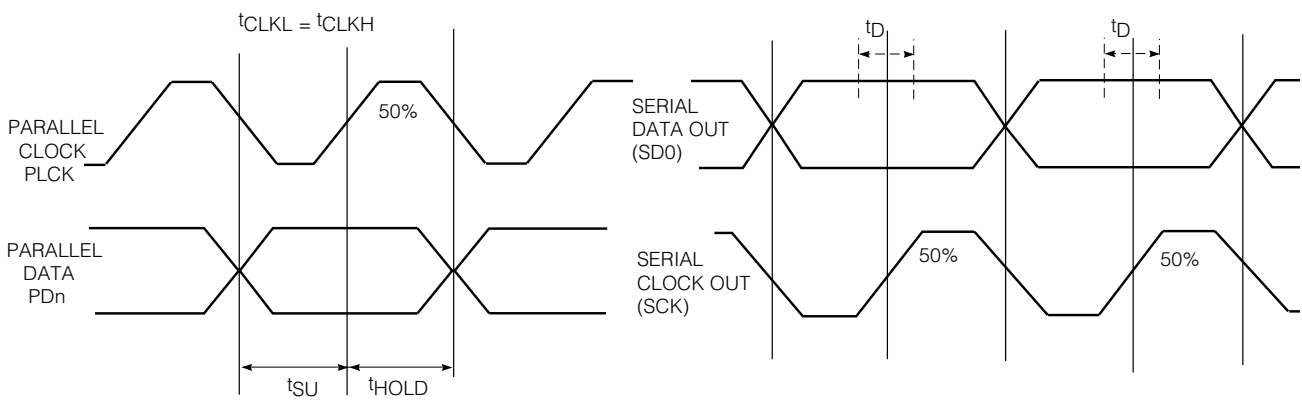 tCLKL = tCLKH
PARALLEL
CLOCK
PLCK
50%
PARALLEL
DATA
PDn
tSU
tHOLD
tD
tD
SERIAL
DATA OUT
(SD0)
SERIAL
CLOCK OUT
(SCK)
50%
50%